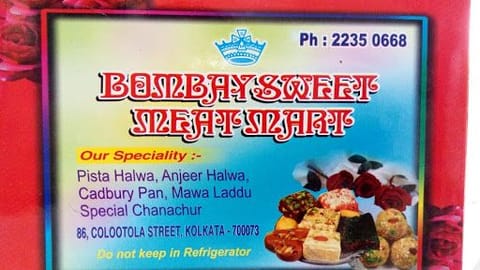 Ph : 2235 0668
BOMBAY SWEET
MEAT MART
Our Speciality :-
Pista Halwa, Anjeer Halwa,
Cadbury Pan, Mawa Laddu
Special Chanachur
86, COLOOTOLA STREET, KOLKATA - 700073
Do not keep in Refrigerator